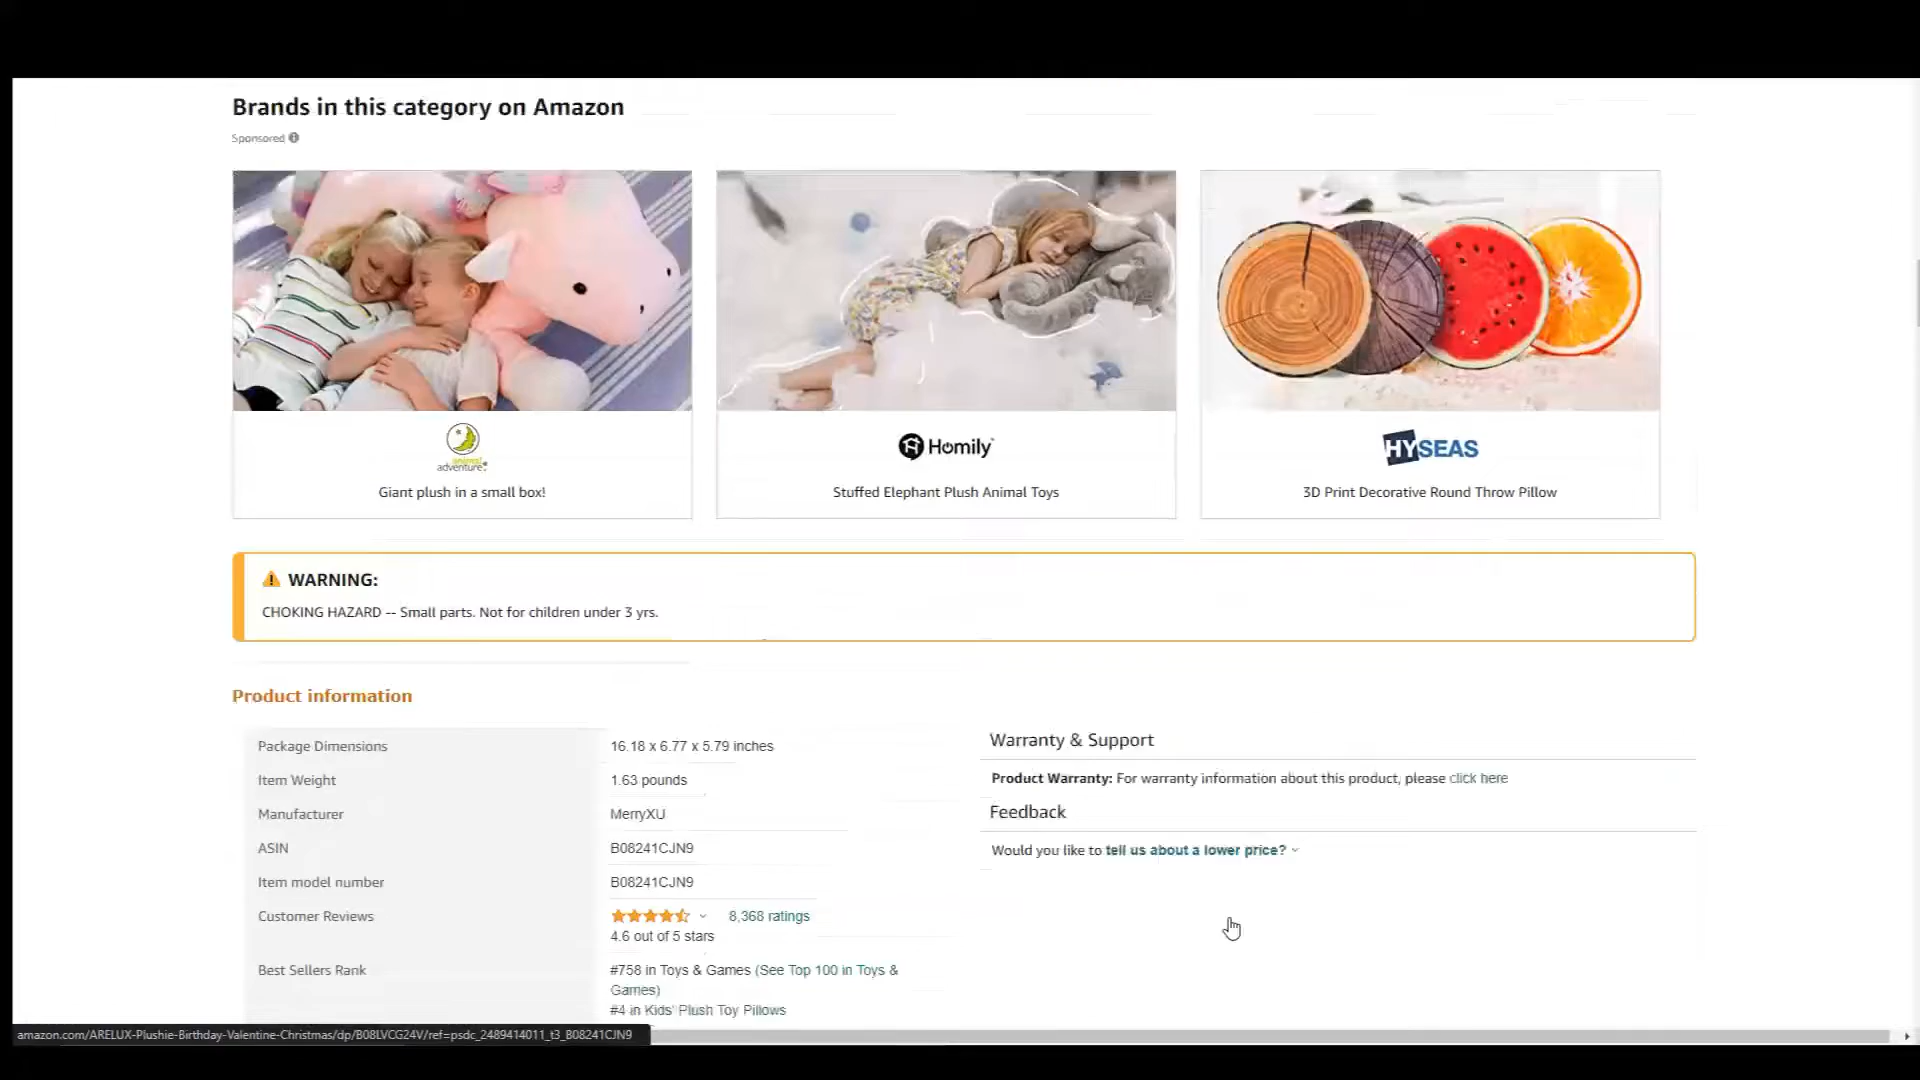 Brands in this category on Amazon
Sponsored
animal
adventure
Giant plush in a small box!
Homily
Stuffed Elephant Plush Animal Toys
HYSEAS
3D Print Decorative Round Throw Pillow
WARNING:
CHOKING HAZARD -- Small parts. Not for children under 3 yrs.
Product information
Package Dimensions 16.18 x 6.77 x 5.79 inches
Item Weight 1.63 pounds
Manufacturer MerryXU
ASIN B08241CJN9
Item model number B08241CJN9
Customer Reviews 8,368 ratings
4.6 out of 5 stars
Best Sellers Rank #758 in Toys & Games (See Top 100 in Toys &
Games)
#4 in Kids' Plush Toy Pillows
Warranty & Support
Product Warranty: For warranty information about this product, please click here
Feedback
Would you like to tell us about a lower price?
amazon.com/ARELUX-Plushie-Birthday-Valentine-Christmas/dp/B08LVCG24V/ref=psdc_2489414011_t3_B08241CJN9